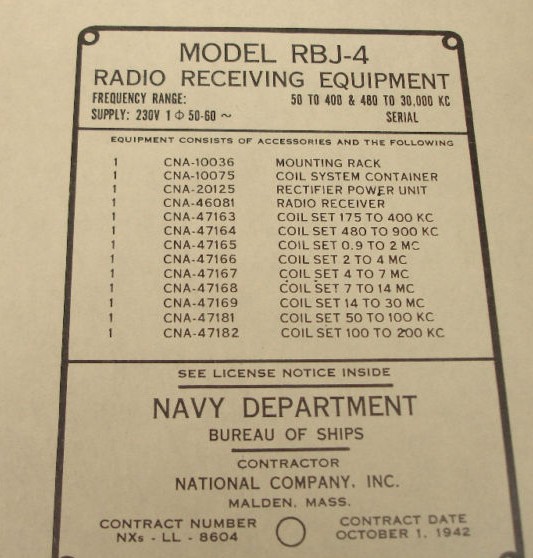 MODEL RBJ-4
RADIO RECEIVING EQUIPMENT
FREQUENCY RANGE: 50 TO 400 & 480 TO 30,000 KC
SUPPLY: 230V 1 Φ 50-60 ~ SERIAL
EQUIPMENT CONSISTS OF ACCESSORIES AND THE FOLLOWING
1 CNA-10036 MOUNTING RACK
1 CNA-10075 COIL SYSTEM CONTAINER
1 CNA-20125 RECTIFIER POWER UNIT
1 CNA-46081 RADIO RECEIVER
1 CNA-47163 COIL SET 175 TO 400 KC
1 CNA-47164 COIL SET 480 TO 900 KC
1 CNA-47165 COIL SET 0.9 TO 2 MC
1 CNA-47166 COIL SET 2 TO 4 MC
1 CNA-47167 COIL SET 4 TO 7 MC
1 CNA-47168 COIL SET 7 TO 14 MC
1 CNA-47169 COIL SET 14 TO 30 MC
1 CNA-47181 COIL SET 50 TO 100 KC
1 CNA-47182 COIL SET 100 TO 200 KC
SEE LICENSE NOTICE INSIDE
NAVY DEPARTMENT
BUREAU OF SHIPS
CONTRACTOR
NATIONAL COMPANY, INC.
MALDEN, MASS.
CONTRACT NUMBER CONTRACT DATE
NXs - LL - 8604 OCTOBER 1, 1942